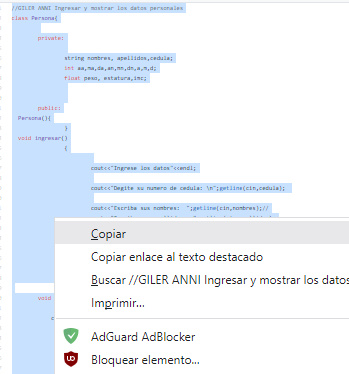 //GILER ANNI Ingresar y mostrar los datos personales
class Persona{
private:
string nombres, apellidos,cedula;
int aa,ma,da,an,mn,dn,a,m,d;
float peso, estatura,imc;
public:
Persona(){
}
void ingresar()
{
cout<<"Ingrese los datos"<<endl;
cout<<"Degite su numero de cedula: \n";getline(cin,cedula);
cout<<"Escriba sus nombres: ";getline(cin,nombres);//
Copiar
Copiar enlace al texto destacado
Buscar //GILER ANNI Ingresar y mostrar los datos
Imprimir...
void
c
AdGuard AdBlocker
Bloquear elemento...